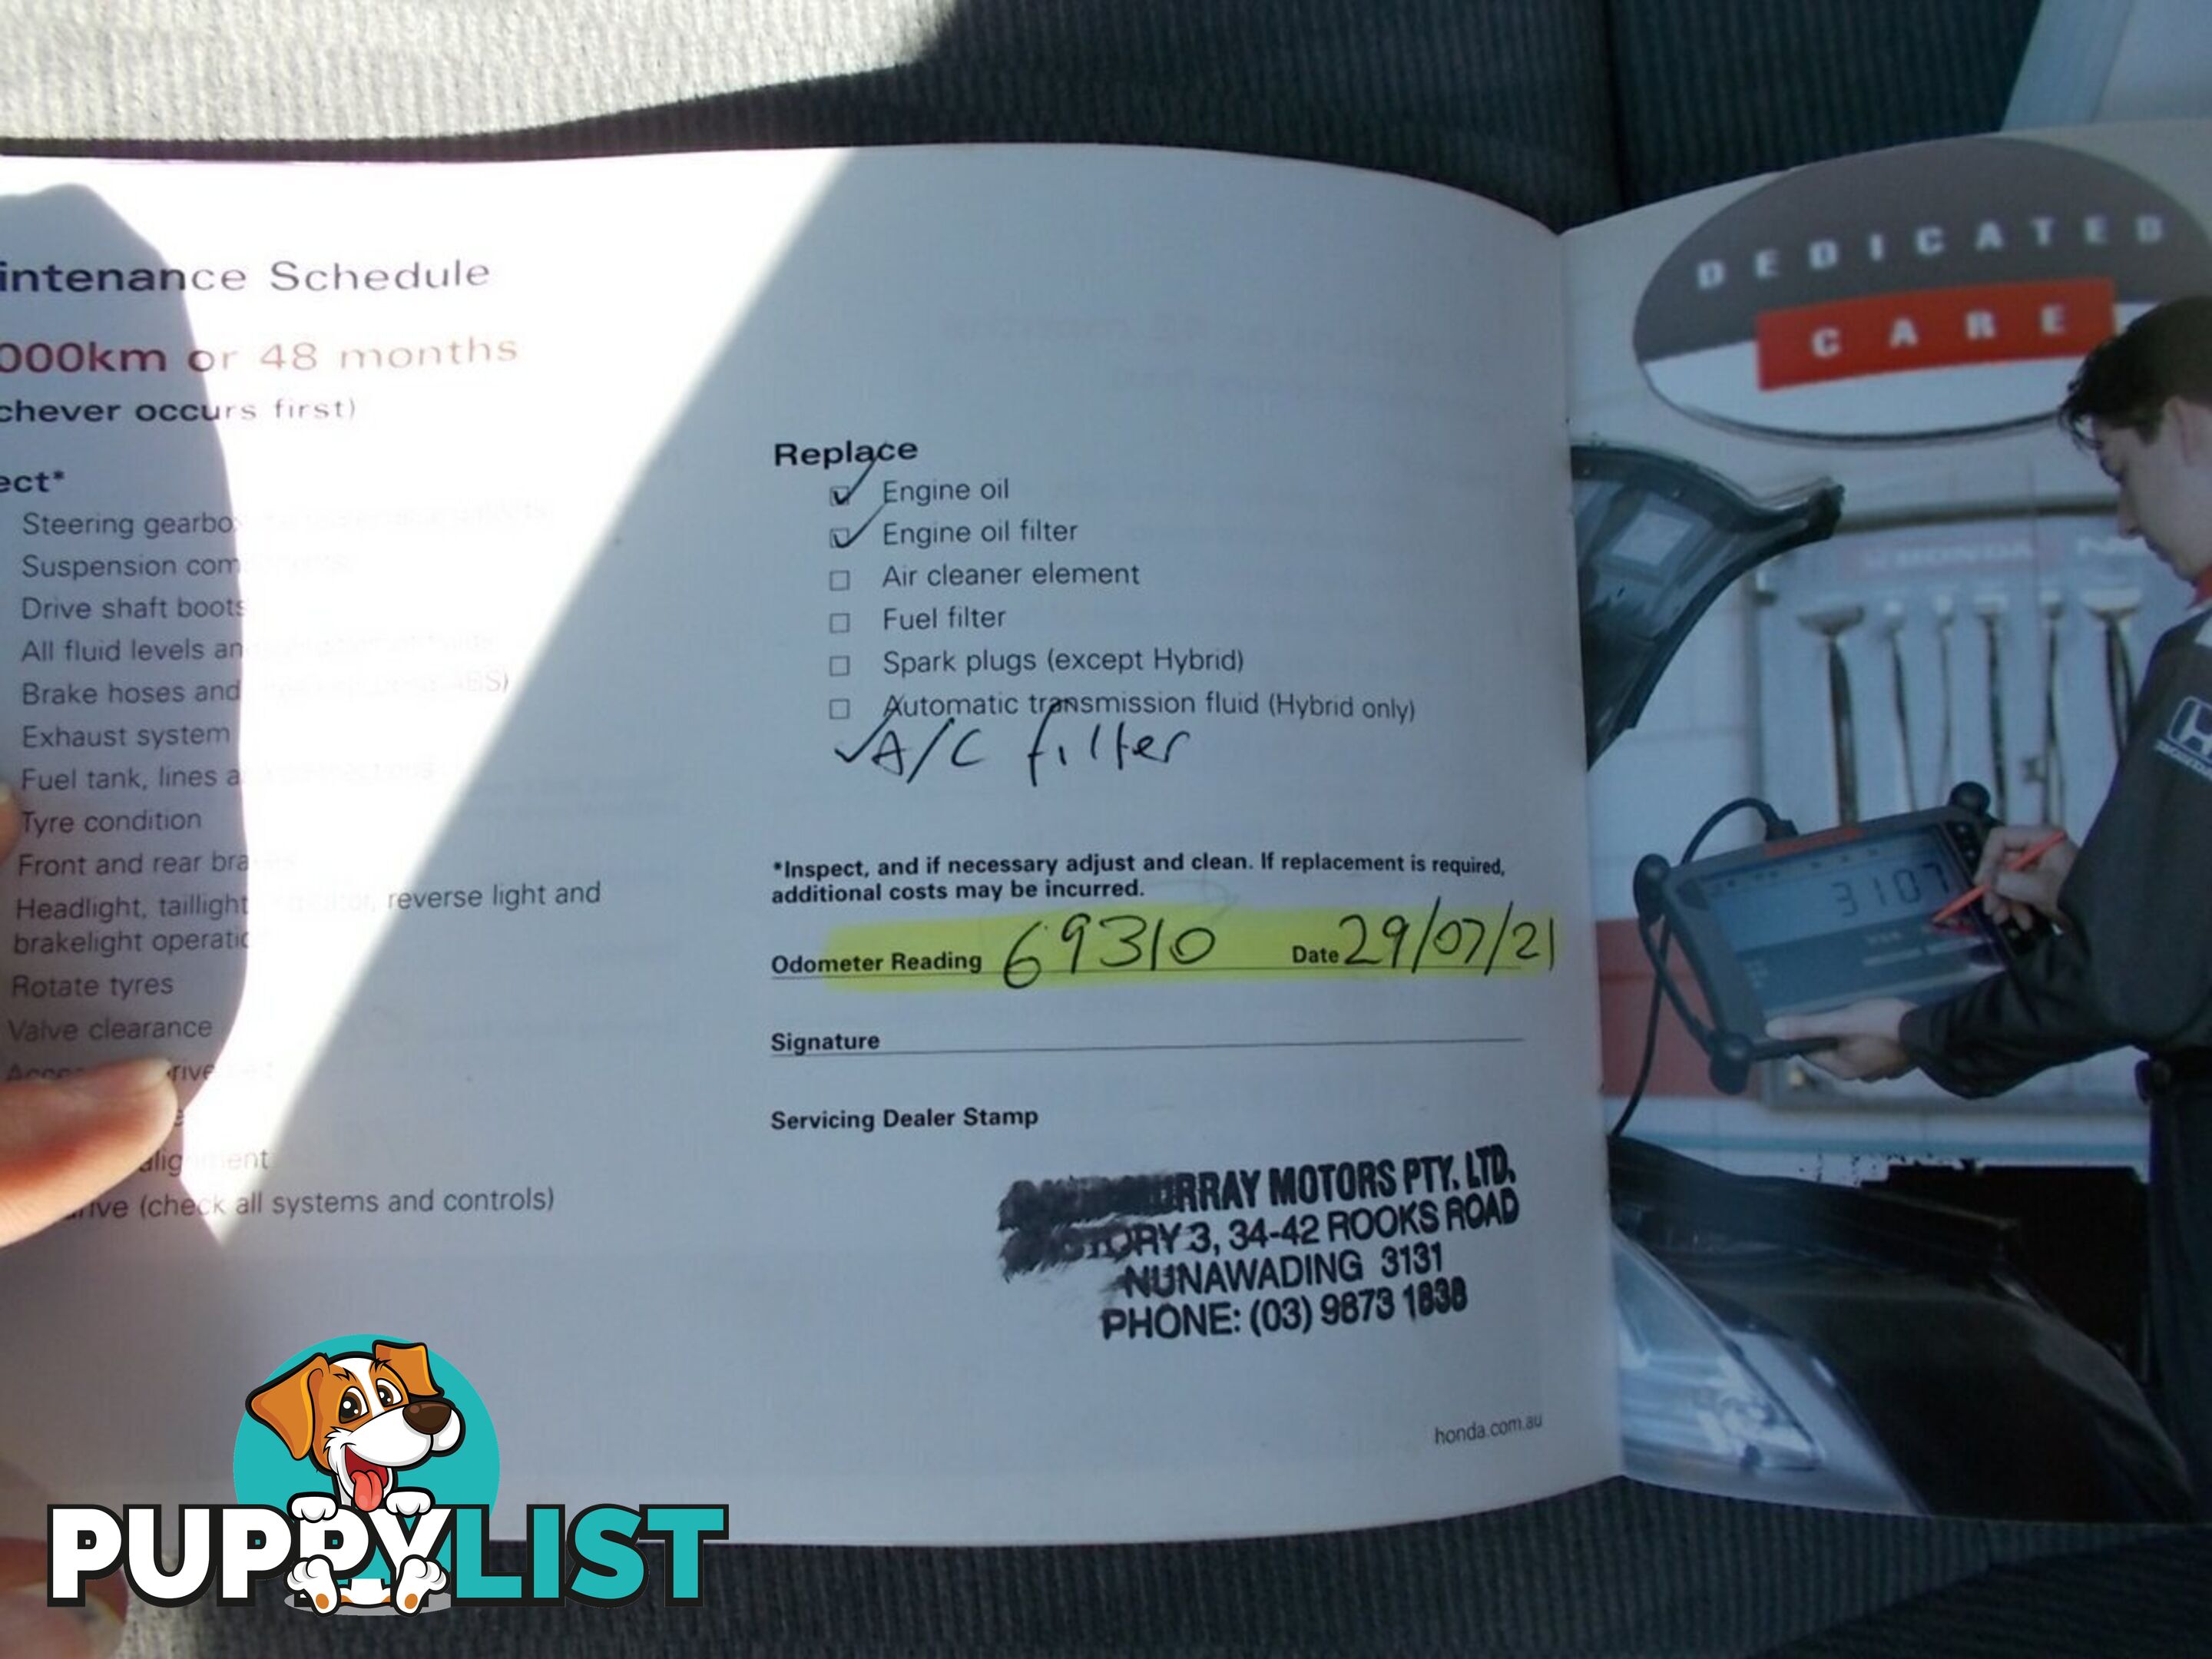 intenance Schedule
000km or 48 months
chever occurs first)
ect*
Steering gearbo
Suspension com
Drive shaft boots
All fluid levels an
Brake hoses and ABS)
Exhaust system
Fuel tank, lines a
Tyre condition
Front and rear bra
Headlight, taillight reverse light and
brakelight operatio
Rotate tyres
Valve clearance
alignment
rive (check all systems and controls)
Replace
Engine oil
Engine oil filter
Air cleaner element
Fuel filter
Spark plugs (except Hybrid)
Automatic transmission fluid (Hybrid only)
A/C filter
*Inspect, and if necessary adjust and clean. If replacement is required,
additional costs may be incurred.
Odometer Reading 69310 Date 29/07/21
Signature
Servicing Dealer Stamp
RRAY MOTORS PTY. LTD.
TORY 3, 34-42 ROOKS ROAD
NUNAWADING 3131
PHONE: (03) 9873 1838
honda.com.au
DEDICATED
CARE
HONDA
3107
PUPPYLIST